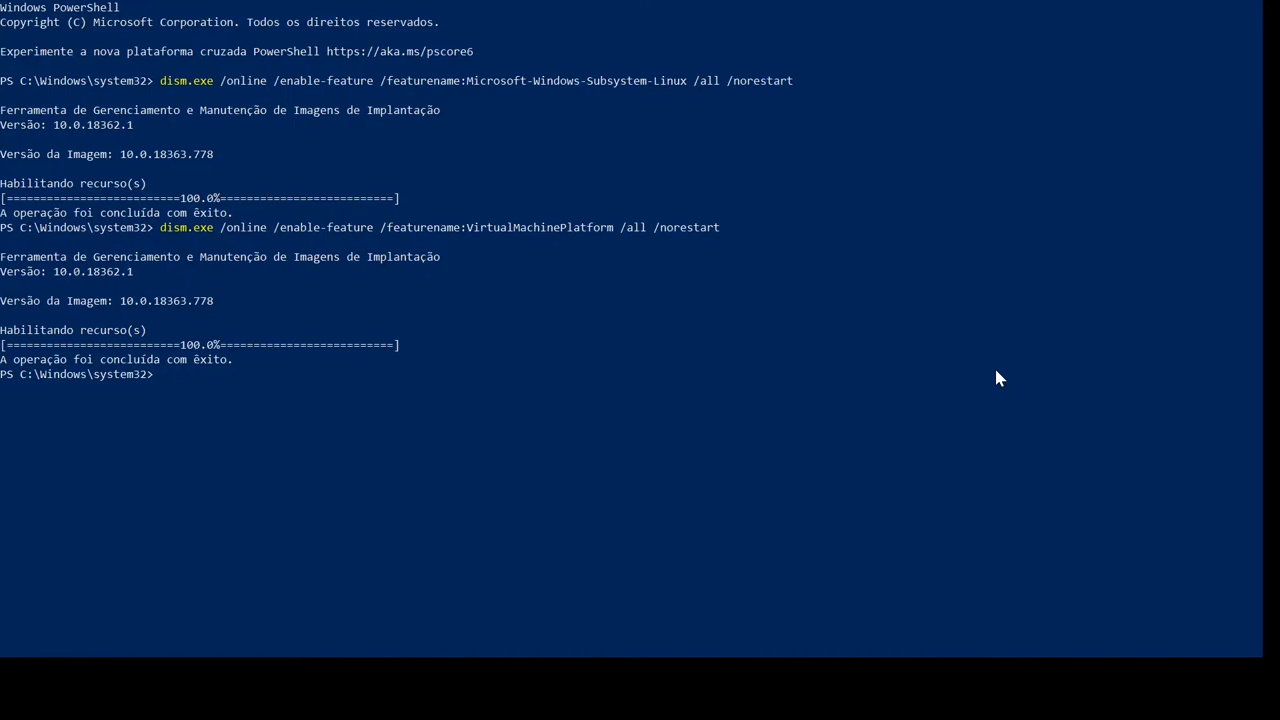 Windows PowerShell
Copyright (C) Microsoft Corporation. Todos os direitos reservados.
Experimente a nova plataforma cruzada PowerShell https://aka.ms/pscore6
PS C:\Windows\system32> dism.exe /online /enable-feature /featurename:Microsoft-Windows-Subsystem-Linux /all /norestart
Ferramenta de Gerenciamento e Manutenção de Imagens de Implantação
Versão: 10.0.18362.1
Versão da Imagem: 10.0.18363.778
Habilitando recurso(s)
[===========================100.0%==========================]
A operação foi concluída com êxito.
PS C:\Windows\system32> dism.exe /online /enable-feature /featurename:VirtualMachinePlatform /all /norestart
Ferramenta de Gerenciamento e Manutenção de Imagens de Implantação
Versão: 10.0.18362.1
Versão da Imagem: 10.0.18363.778
Habilitando recurso(s)
[===========================100.0%==========================]
A operação foi concluída com êxito.
PS C:\Windows\system32>